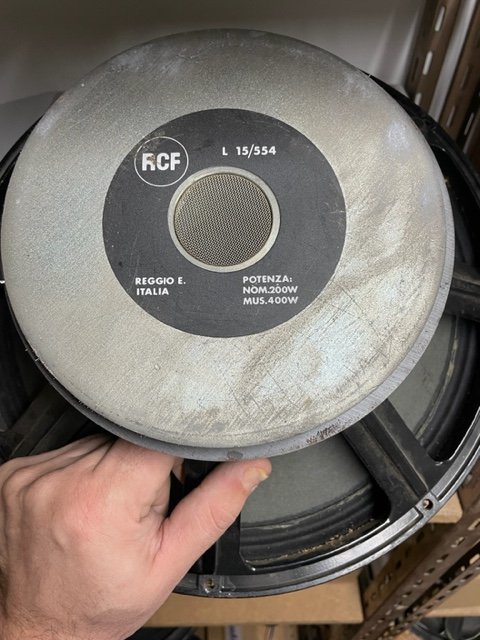 RCF
L 15/554
REGGIO E.
ITALIA
POTENZA:
NOM.200W
MUS.400W